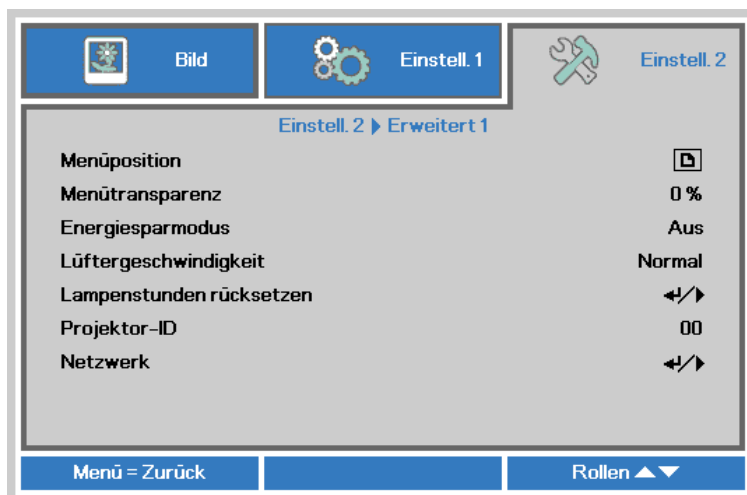 Bild
Einstell. 1
Einstell. 2
Einstell. 2 ▶ Erweitert 1
Menüposition
Menütransparenz 0 %
Energiesparmodus Aus
Lüftergeschwindigkeit Normal
Lampenstunden rücksetzen ↵/▶
Projektor-ID 00
Netzwerk ↵/▶
Menü = Zurück
Rollen ▲▼